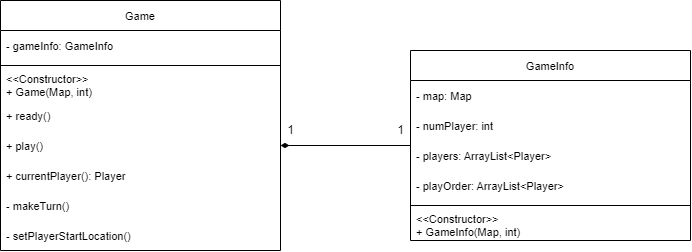 Game
- gameInfo: GameInfo
<<Constructor>>
+ Game(Map, int)
+ ready()
+ play()
+ currentPlayer(): Player
- makeTurn()
- setPlayerStartLocation()
1
1
GameInfo
- map: Map
- numPlayer: int
- players: ArrayList<Player>
- playOrder: ArrayList<Player>
<<Constructor>>
+ GameInfo(Map, int)